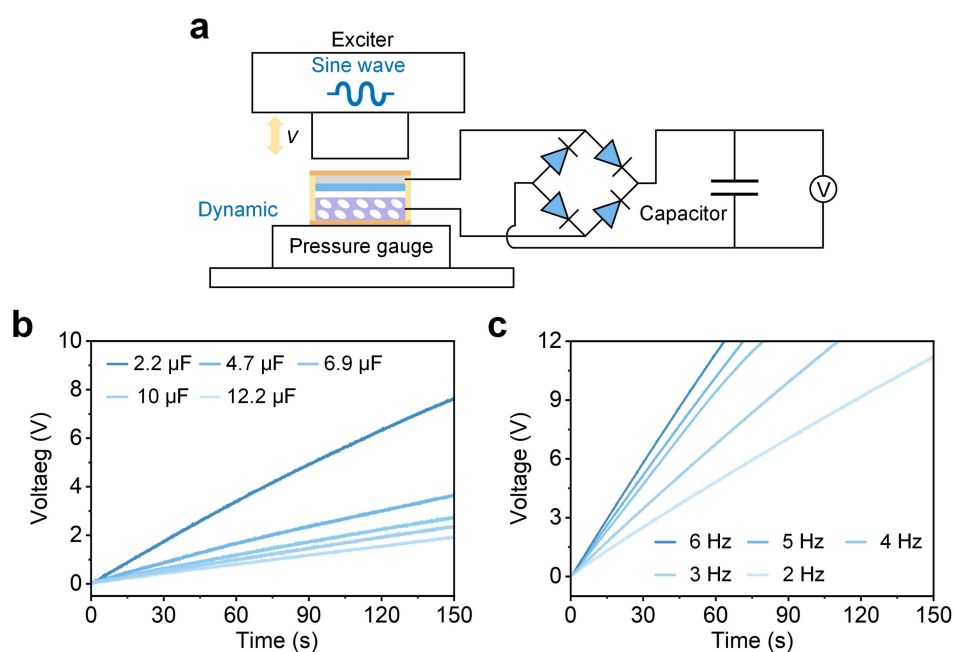 a
Exciter
Sine wave
V
Dynamic
Pressure gauge
Capacitor
V
b
Voltaeg (V)
10
8
6
4
2
0
2.2 µF 4.7 µF 6.9 µF
10 µF 12.2 µF
0 30 60 90 120 150
Time (s)
c
Voltage (V)
12
9
6
3
0
6 Hz 5 Hz 4 Hz
3 Hz 2 Hz
0 30 60 90 120 150
Time (s)